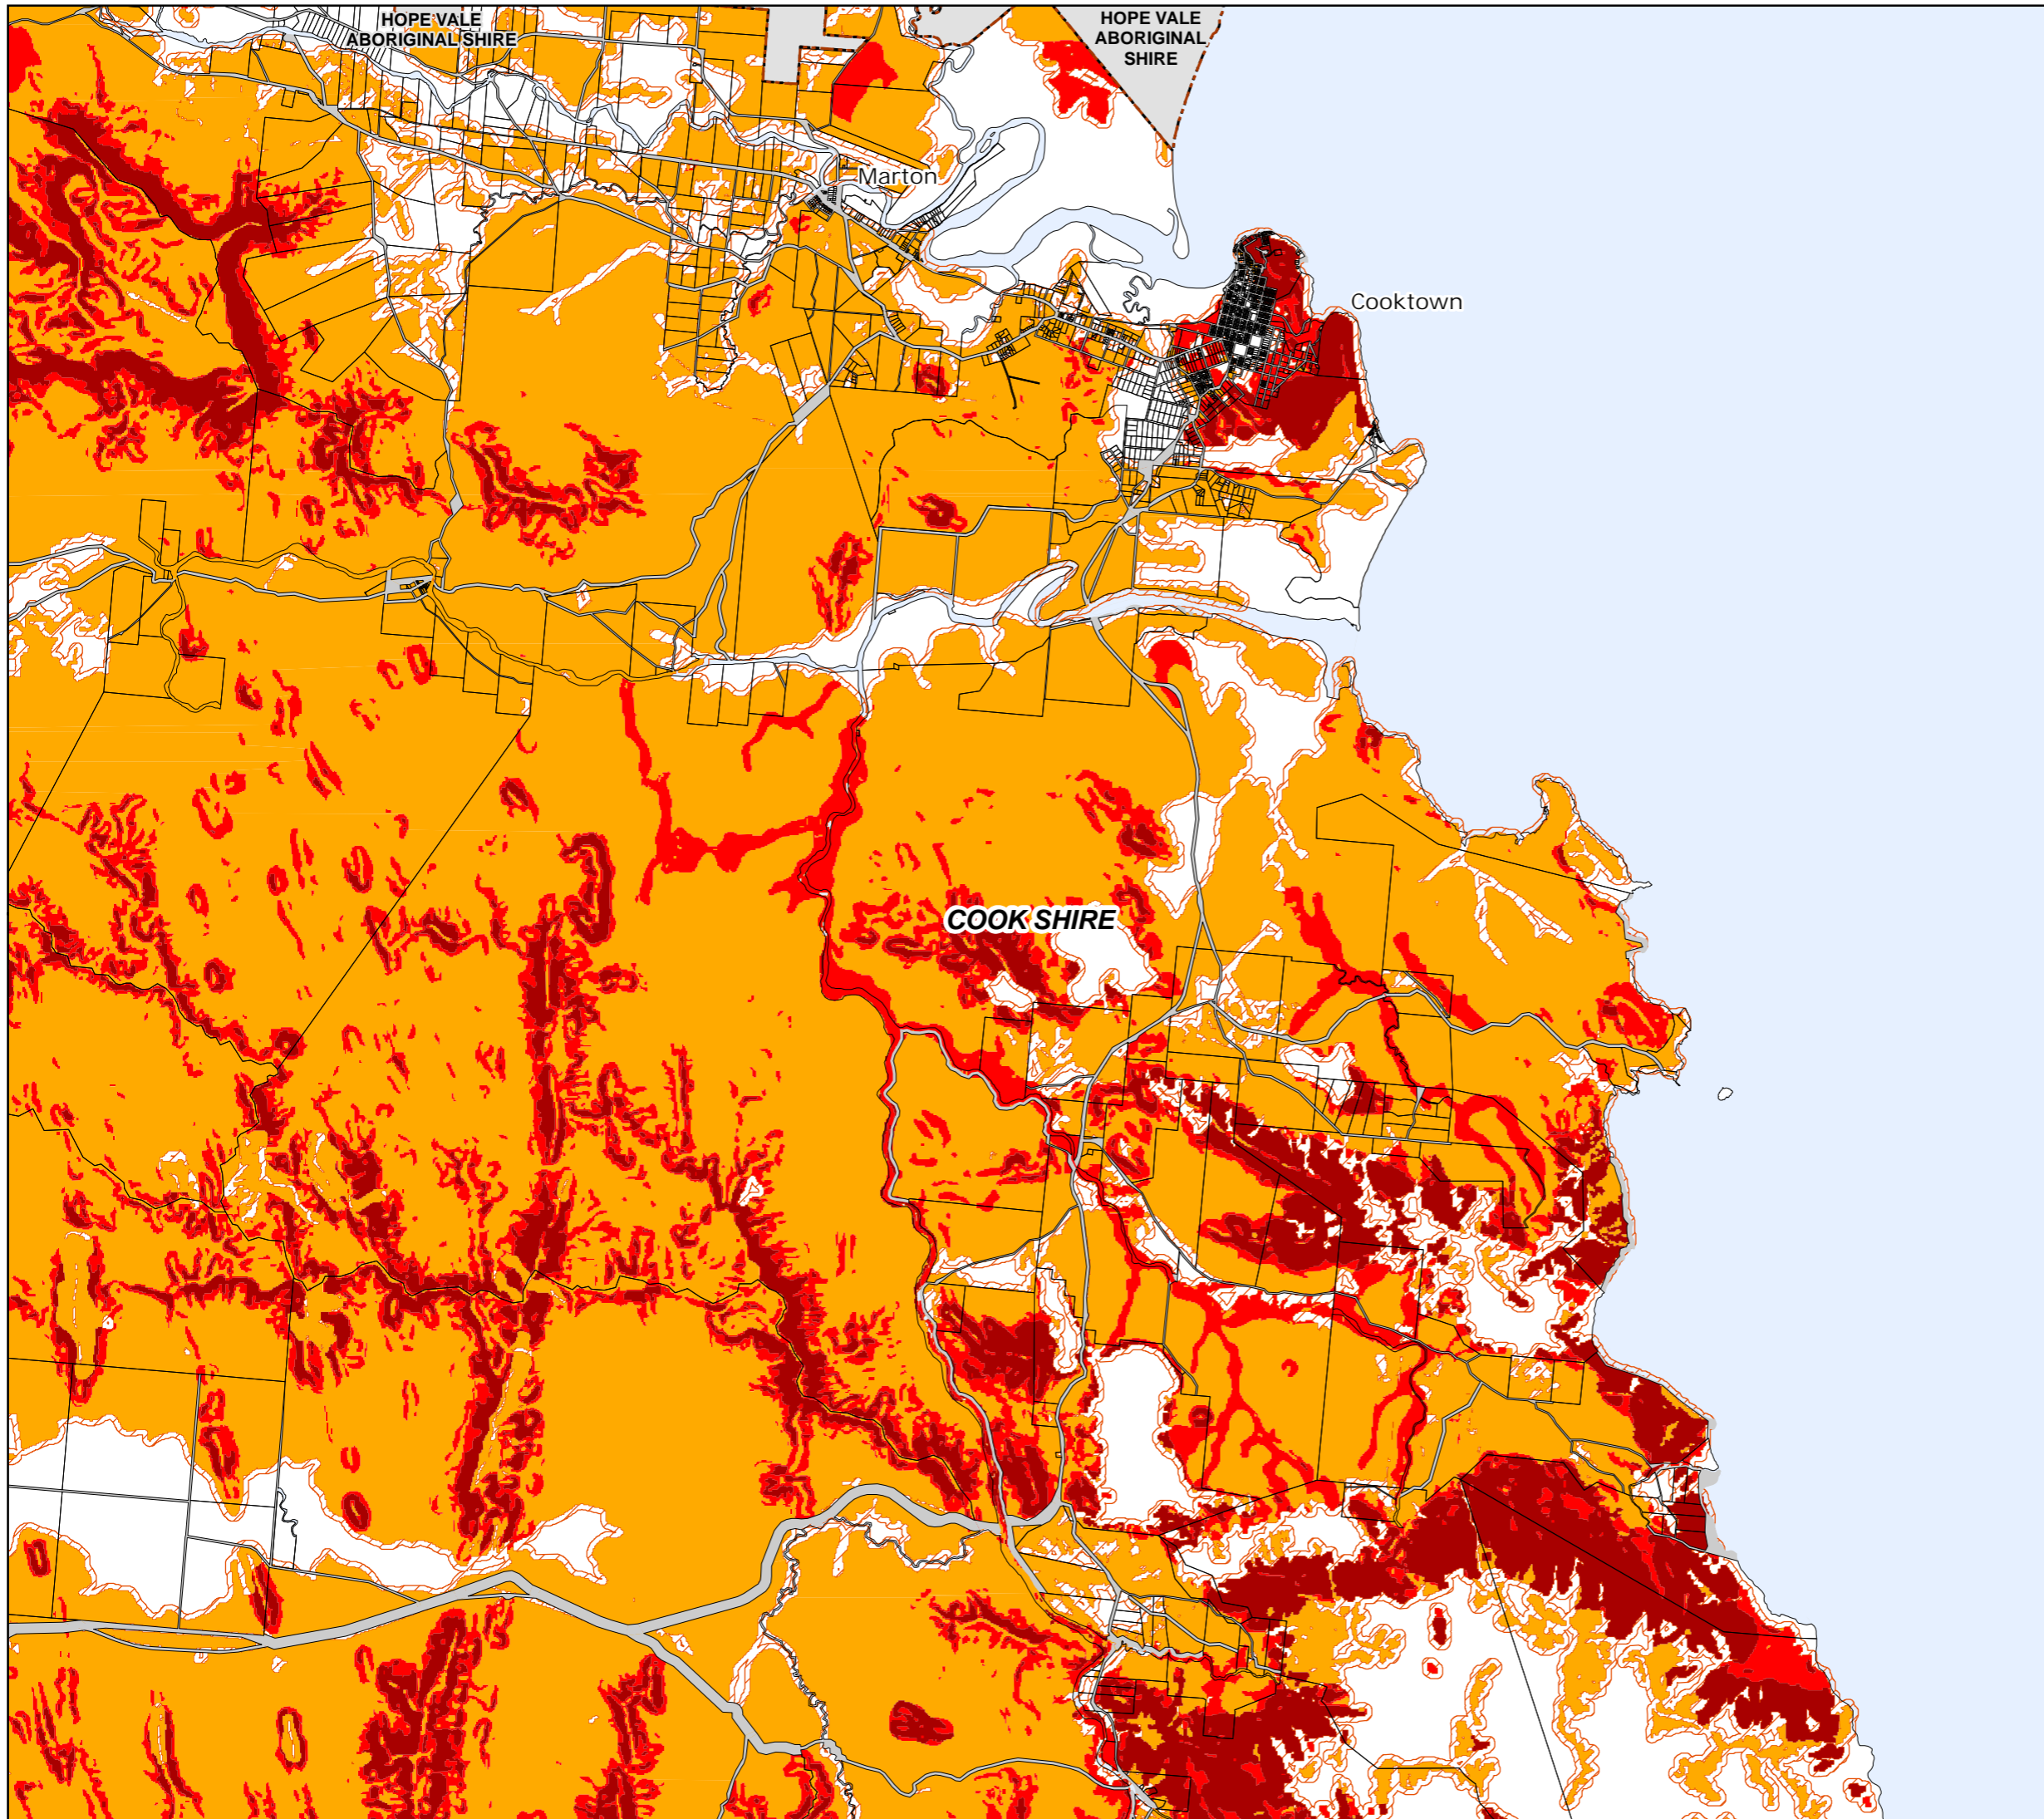 HOPE VALE
ABORIGINAL SHIRE
HOPE VALE
ABORIGINAL
SHIRE
Marton
Cooktown
COOK SHIRE